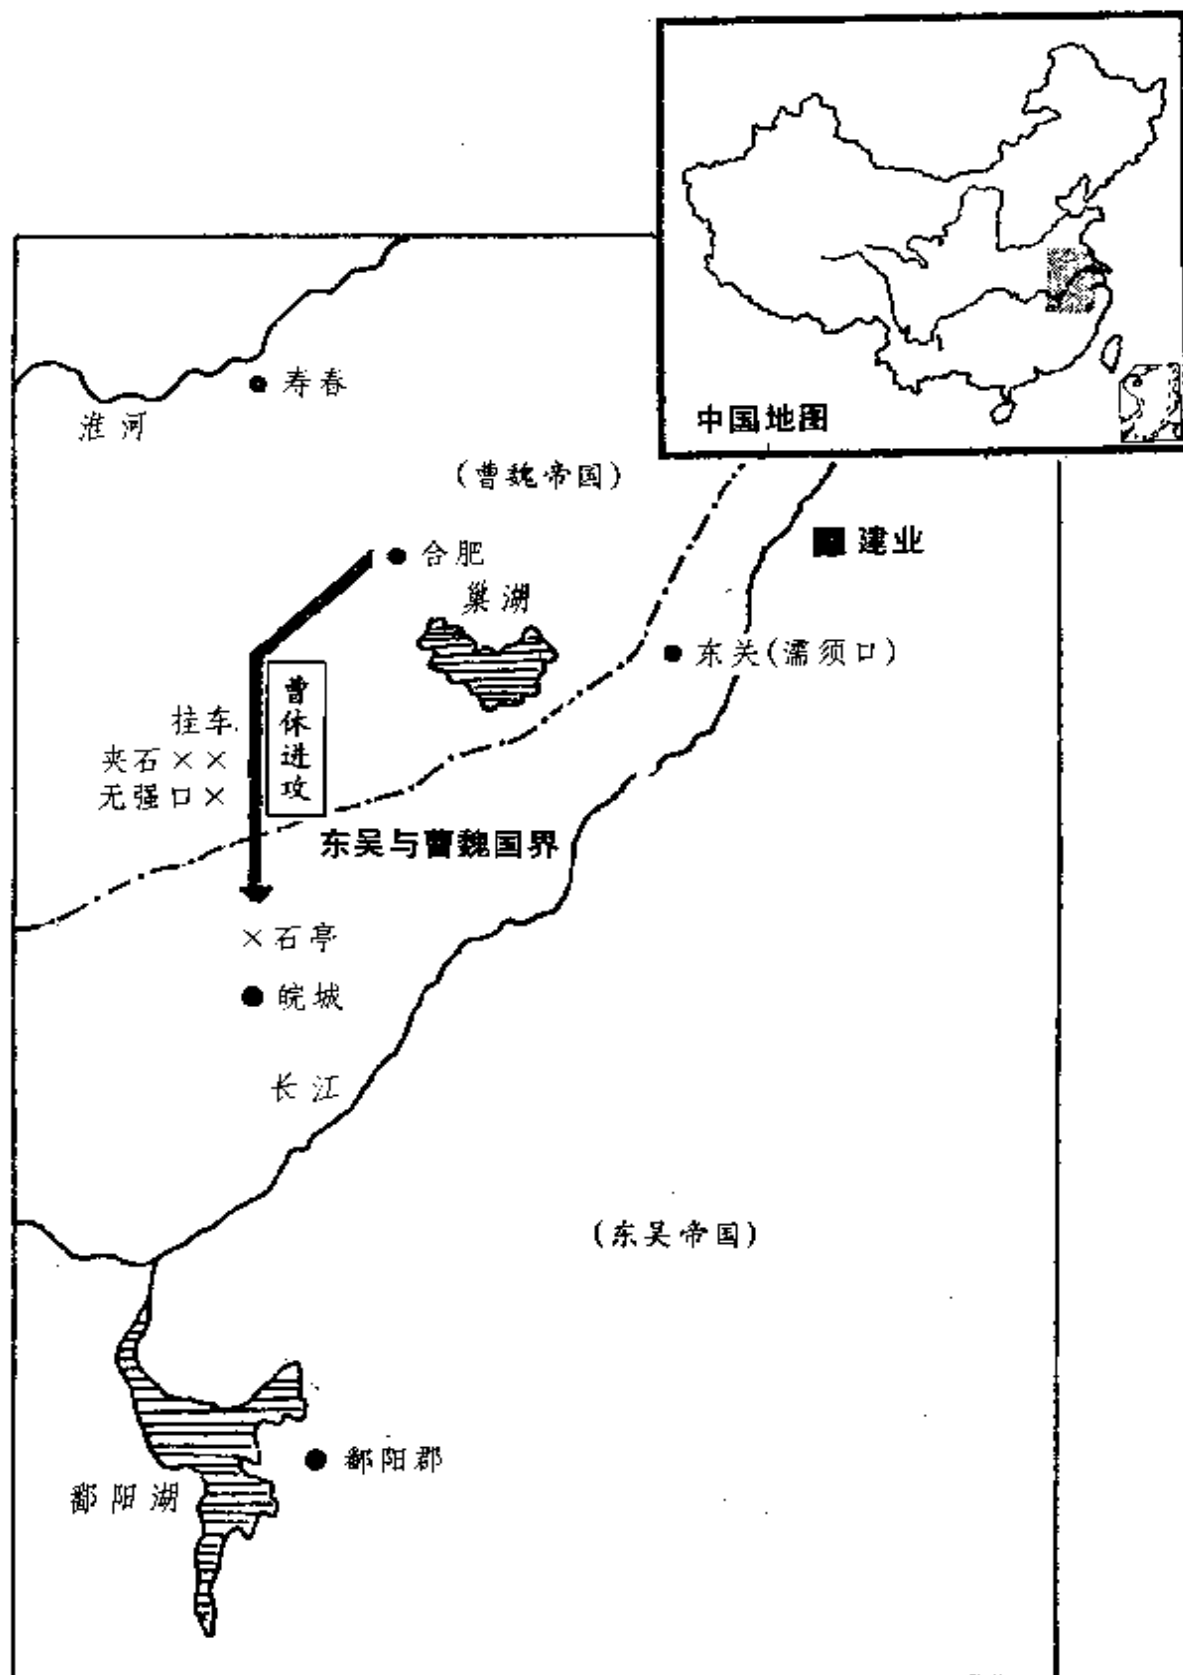 中国地图
寿春
淮河
(曹魏帝国)
建业
合肥
巢湖
东关(濡须口)
曹休进攻
挂车
夹石××
无强口×
东吴与曹魏国界
×石亭
皖城
长江
(东吴帝国)
鄱阳郡
鄱阳湖